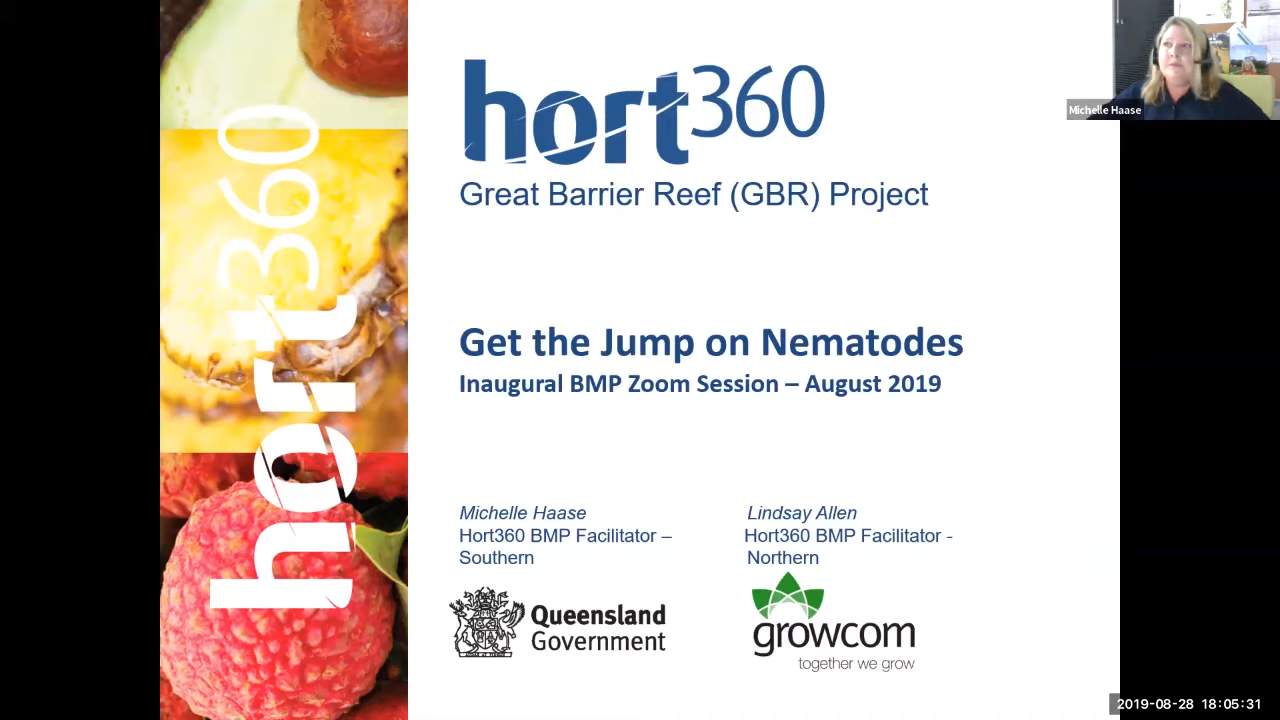 hort360
hort360
Great Barrier Reef (GBR) Project
Michelle Haase
Get the Jump on Nematodes
Inaugural BMP Zoom Session – August 2019
Michelle Haase
Hort360 BMP Facilitator –
Southern
Lindsay Allen
Hort360 BMP Facilitator -
Northern
Queensland
Government
growcom
together we grow
2019-08-28 18:05:31